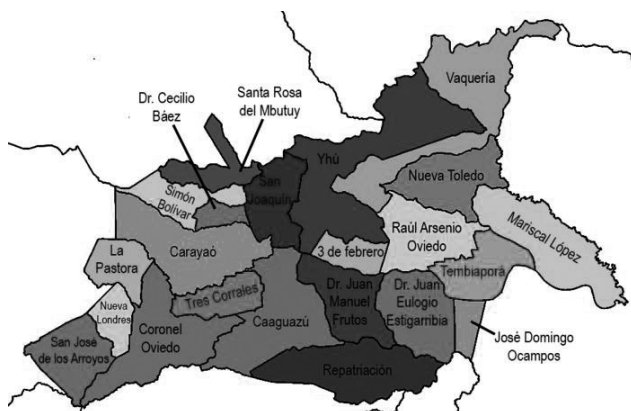 Vaquería
Santa Rosa
del Mbutuy
Dr. Cecilio
Báez
Yhú
Nueva Toledo
San
Joaquín
Simón
Bolívar
Mariscal López
Raúl Arsenio
Oviedo
Carayaó
3 de febrero
La
Pastora
Tembiaporá
Dr. Juan
Manuel
Frutos
Dr. Juan
Eulogio
Estigarribia
Tres Corrales
Nueva
Londres
Coronel
Oviedo
Caaguazú
San José
de los Arroyos
José Domingo
Ocampos
Repatriación